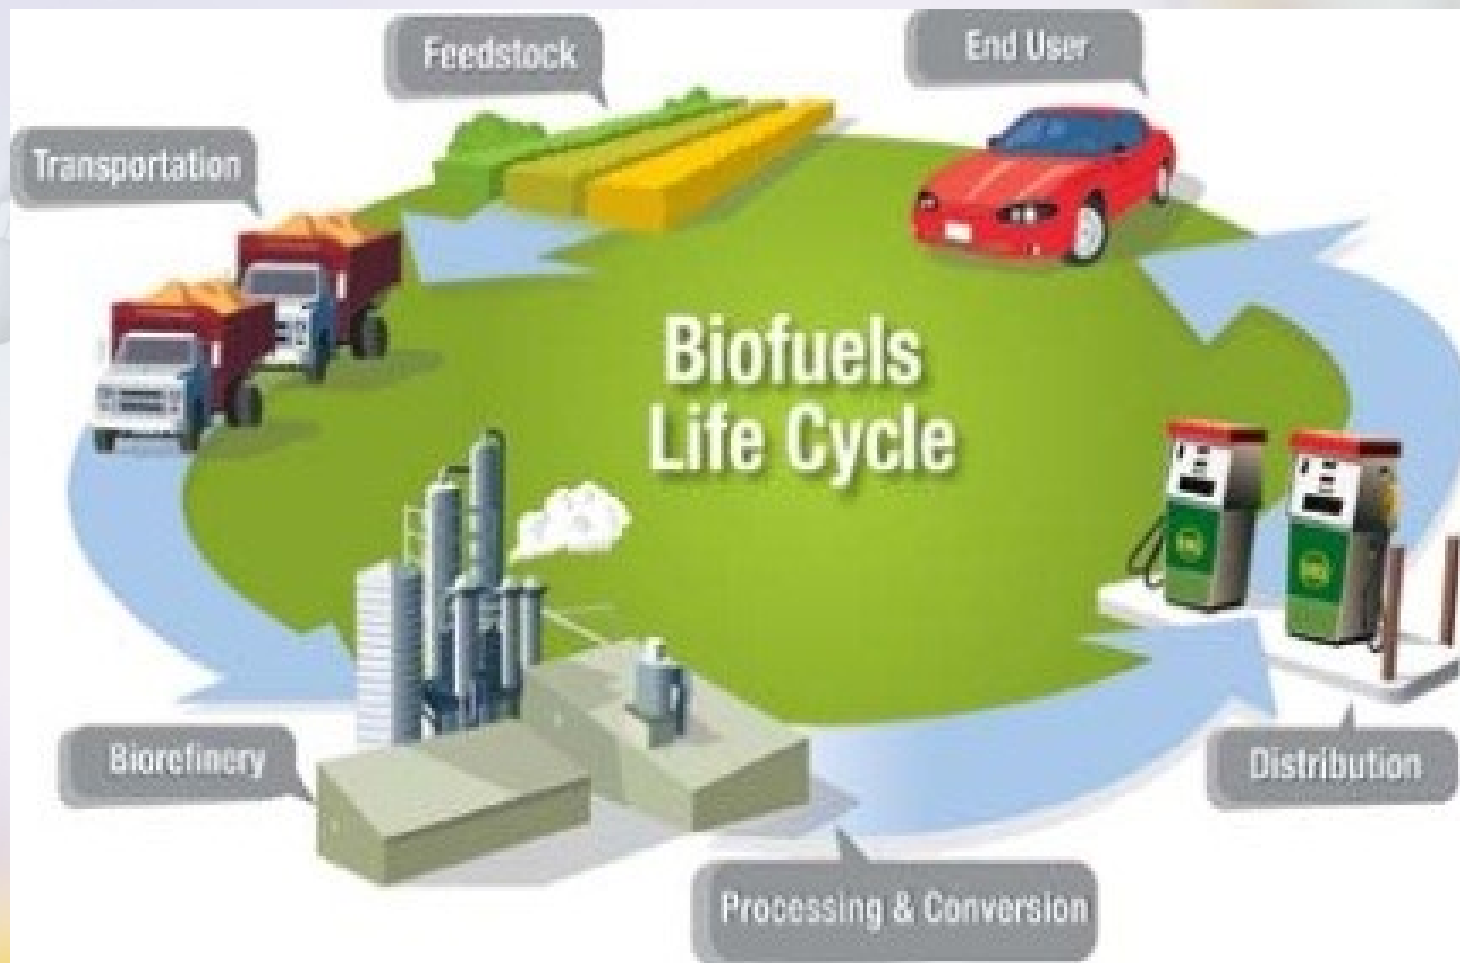 Feedstock
End User
Transportation
Biofuels
Life Cycle
Biorefinery
Distribution
Processing & Conversion